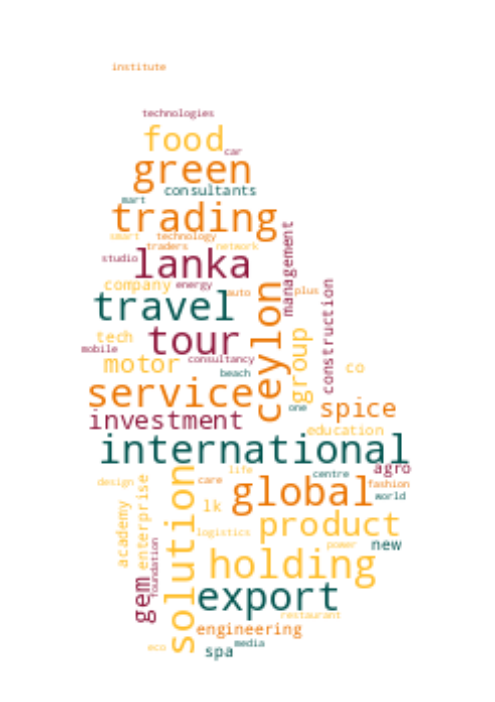 institute
technologies
food
car
green
consultants
mart
trading
smart technology
traders network
management
studio
lanka
company energy
auto
plus
travel
ceylon
construction
tech
tour
group
mobile
consultancy
motor
beach
co
service
one
spice
investment
education
international
life
centre
agro
design
care
global
fashion
world
solution
enterprise
academy
lk
product
logistics
power
new
foundation
holding
gem
export
restaurant
engineering
media
eco
spa